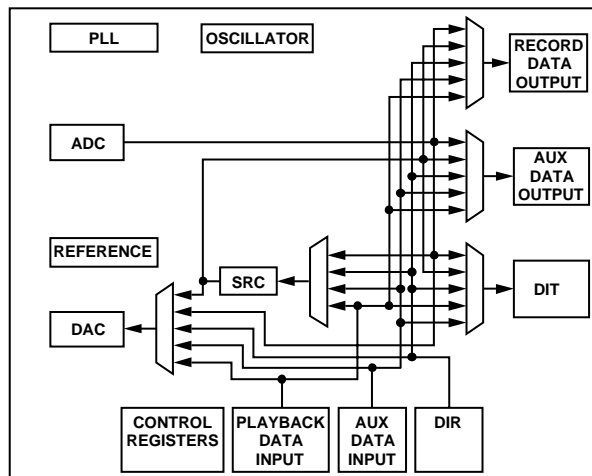 PLL
OSCILLATOR
RECORD
DATA
OUTPUT
ADC
AUX
DATA
OUTPUT
REFERENCE
SRC
DIT
DAC
CONTROL
REGISTERS
PLAYBACK
DATA
INPUT
AUX
DATA
INPUT
DIR